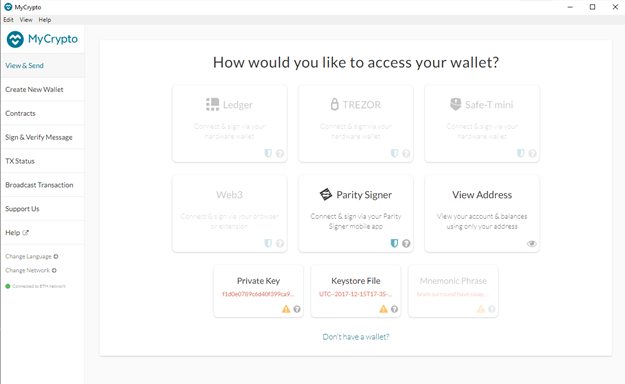 MyCrypto
Edit View Help
MyCrypto
View & Send
Create New Wallet
Contracts
Sign & Verify Message
TX Status
Broadcast Transaction
Support Us
Help
Change Language
Change Network
Connected to ETH network
How would you like to access your wallet?
Ledger
Connect & sign via your
hardware wallet
TREZOR
Connect & sign via your
hardware wallet
Safe-T mini
Connect & sign via your
hardware wallet
Web3
Connect & sign via your browser
or extension
Parity Signer
Connect & sign via your Parity
Signer mobile app
View Address
View your account & balances
using only your address
Private Key
f1d0e0789c6d40f399ca9...
Keystore File
UTC--2017-12-15T17-35-...
Mnemonic Phrase
brain surround have swap...
Don't have a wallet?